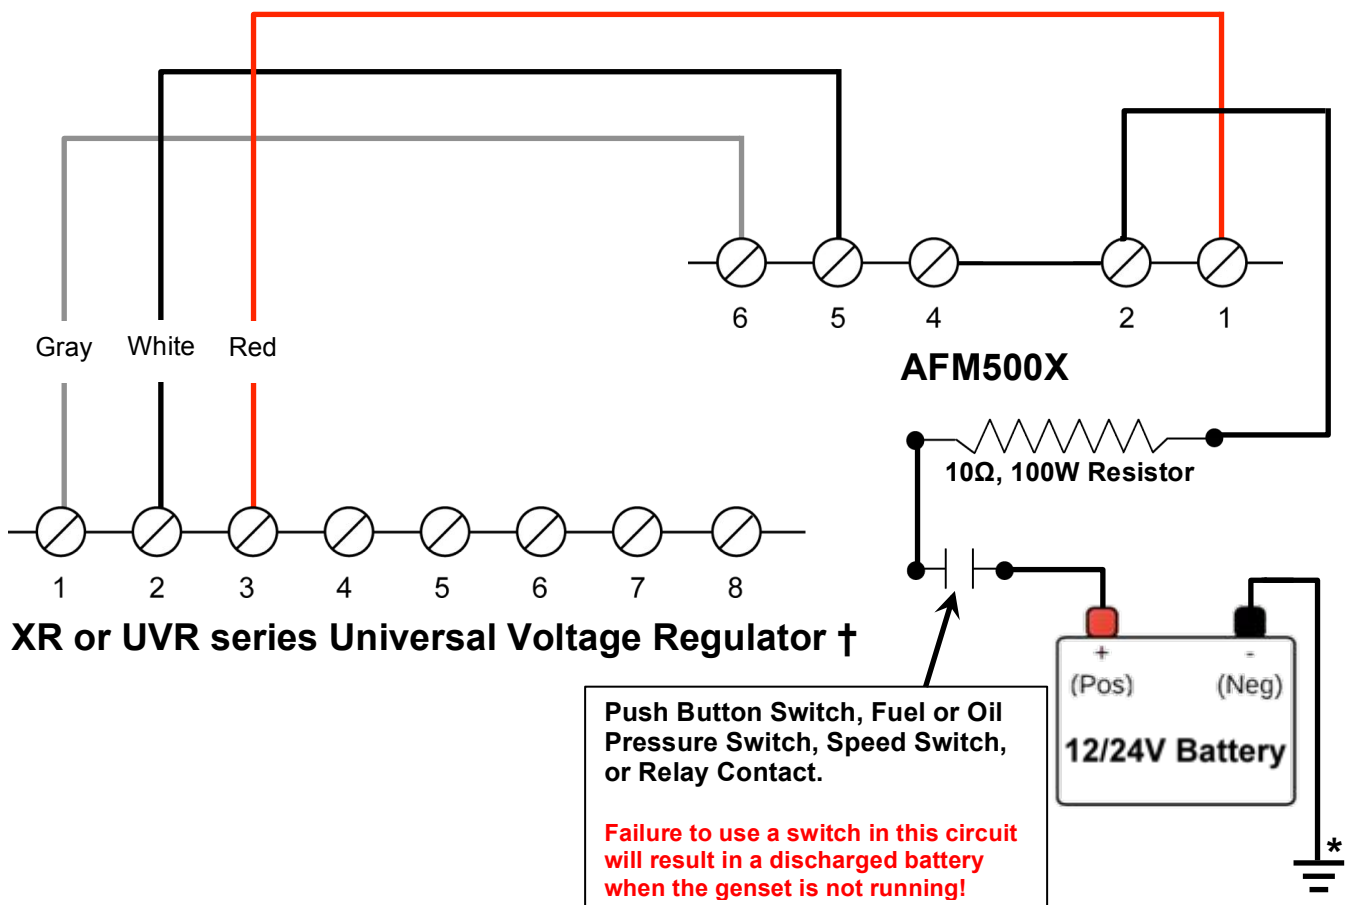 6 5 4 2 1
Gray White Red
AFM500X
10Ω, 100W Resistor
1 2 3 4 5 6 7 8
XR or UVR series Universal Voltage Regulator †
+ -
(Pos) (Neg)
12/24V Battery
Push Button Switch, Fuel or Oil
Pressure Switch, Speed Switch,
or Relay Contact.
Failure to use a switch in this circuit
will result in a discharged battery
when the genset is not running!
*